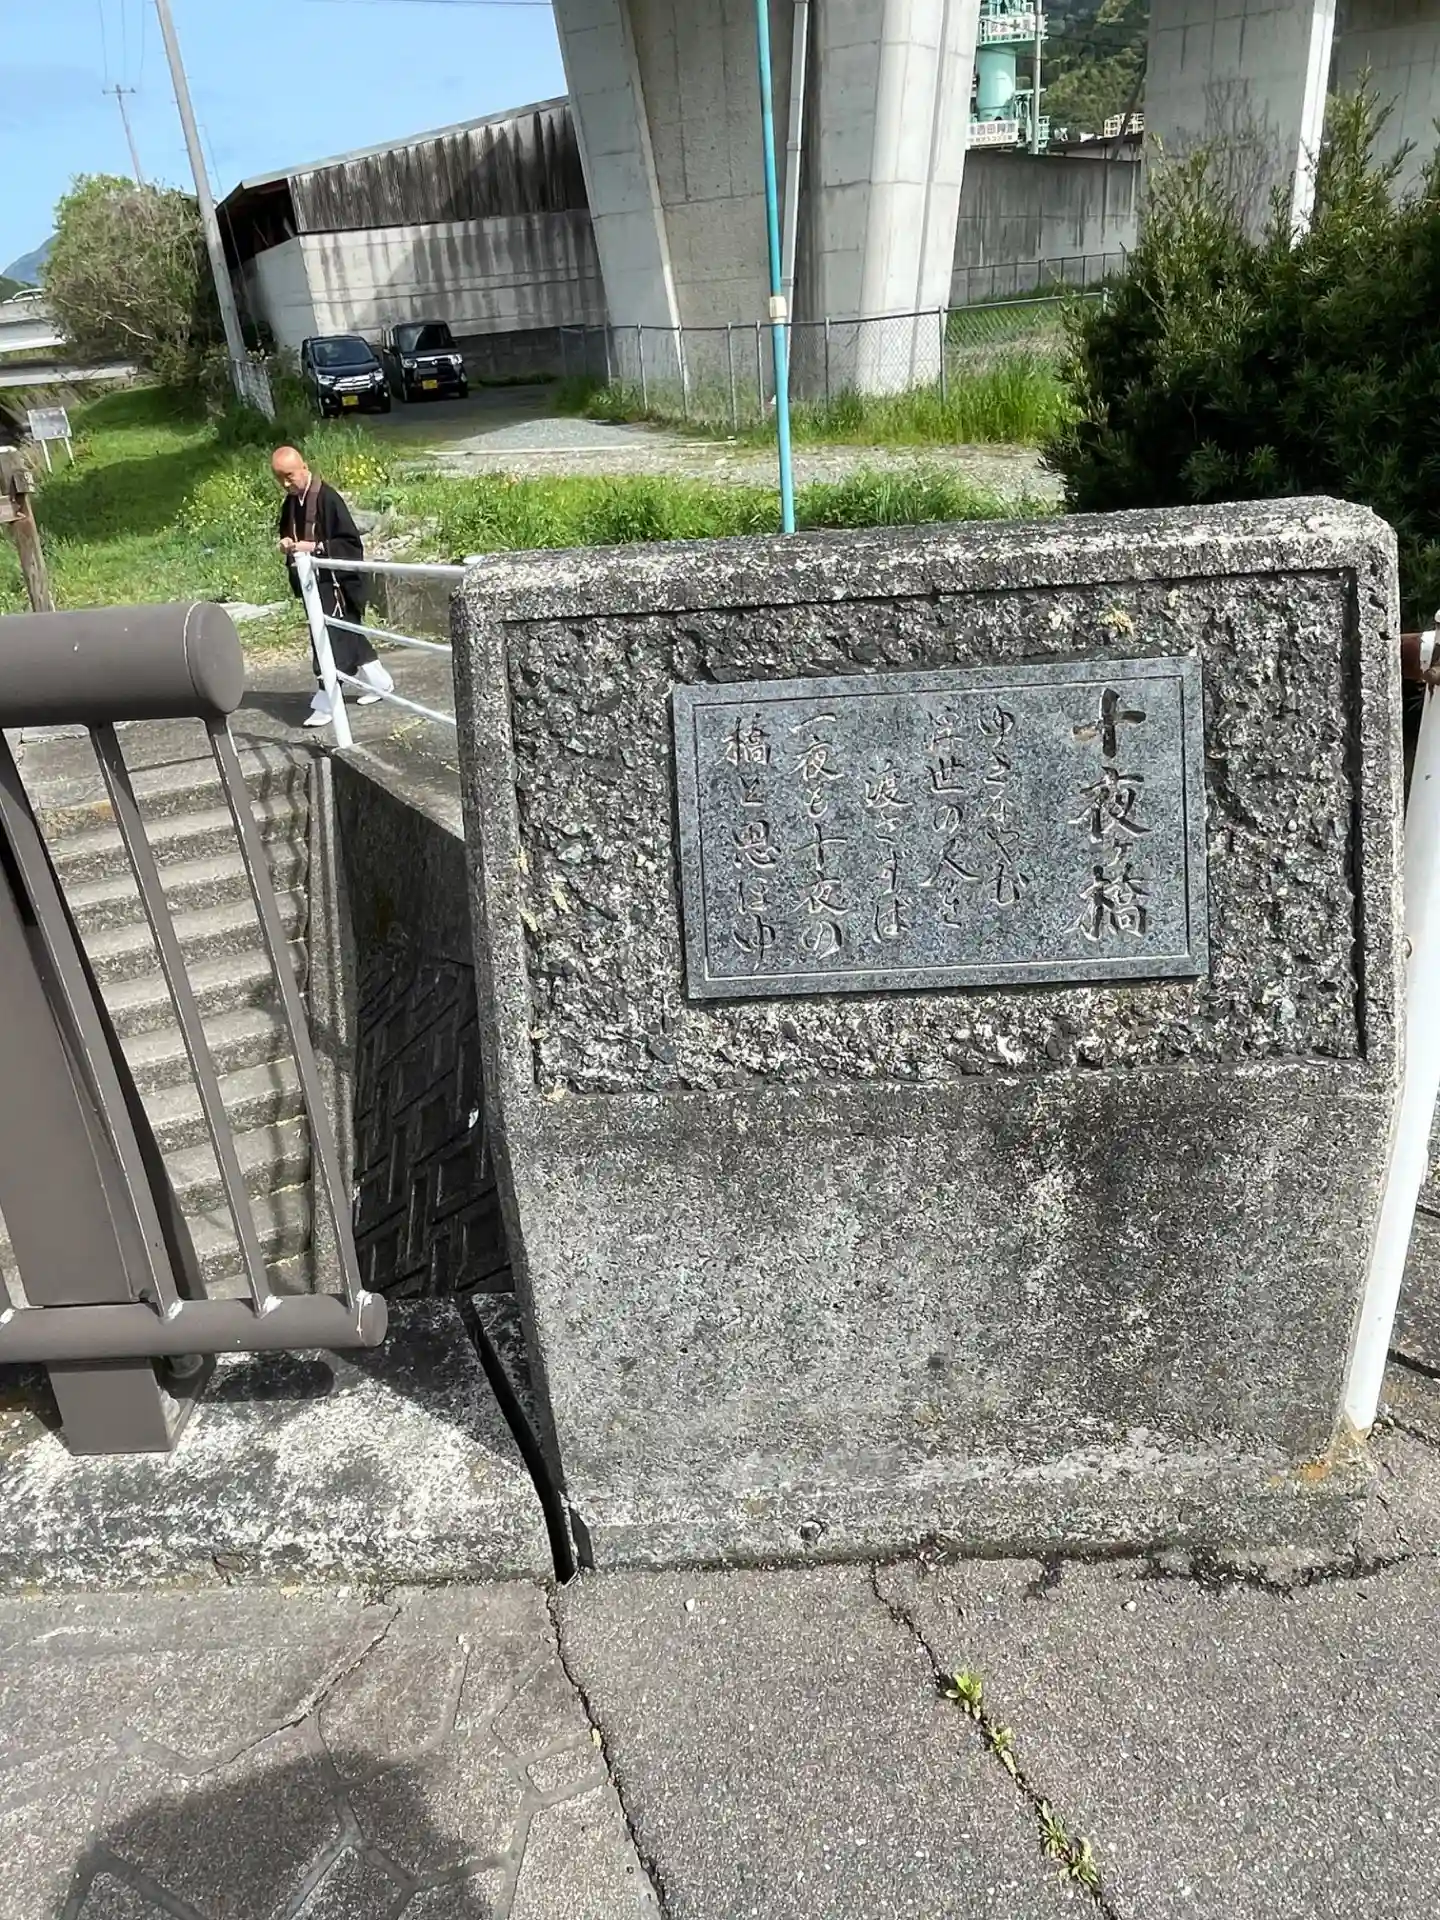 十夜ヶ橋
ゆきなやむ
浮世の人を
渡さずば
一夜も十夜の
橋と思ほゆ